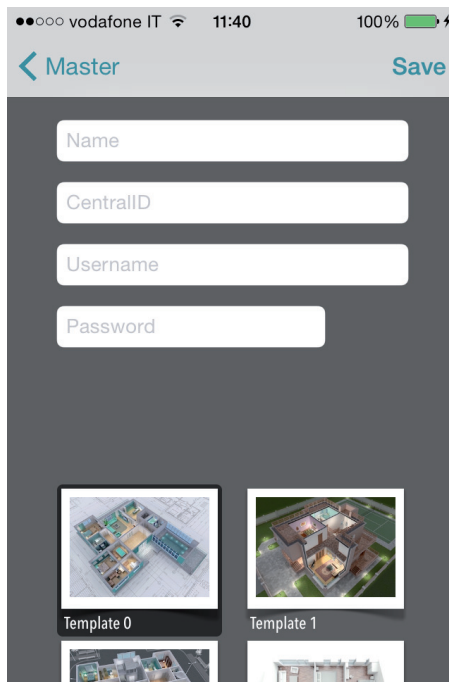 vodafone IT 11:40 100%
Master Save
Name
CentralID
Username
Password
Template 0 Template 1